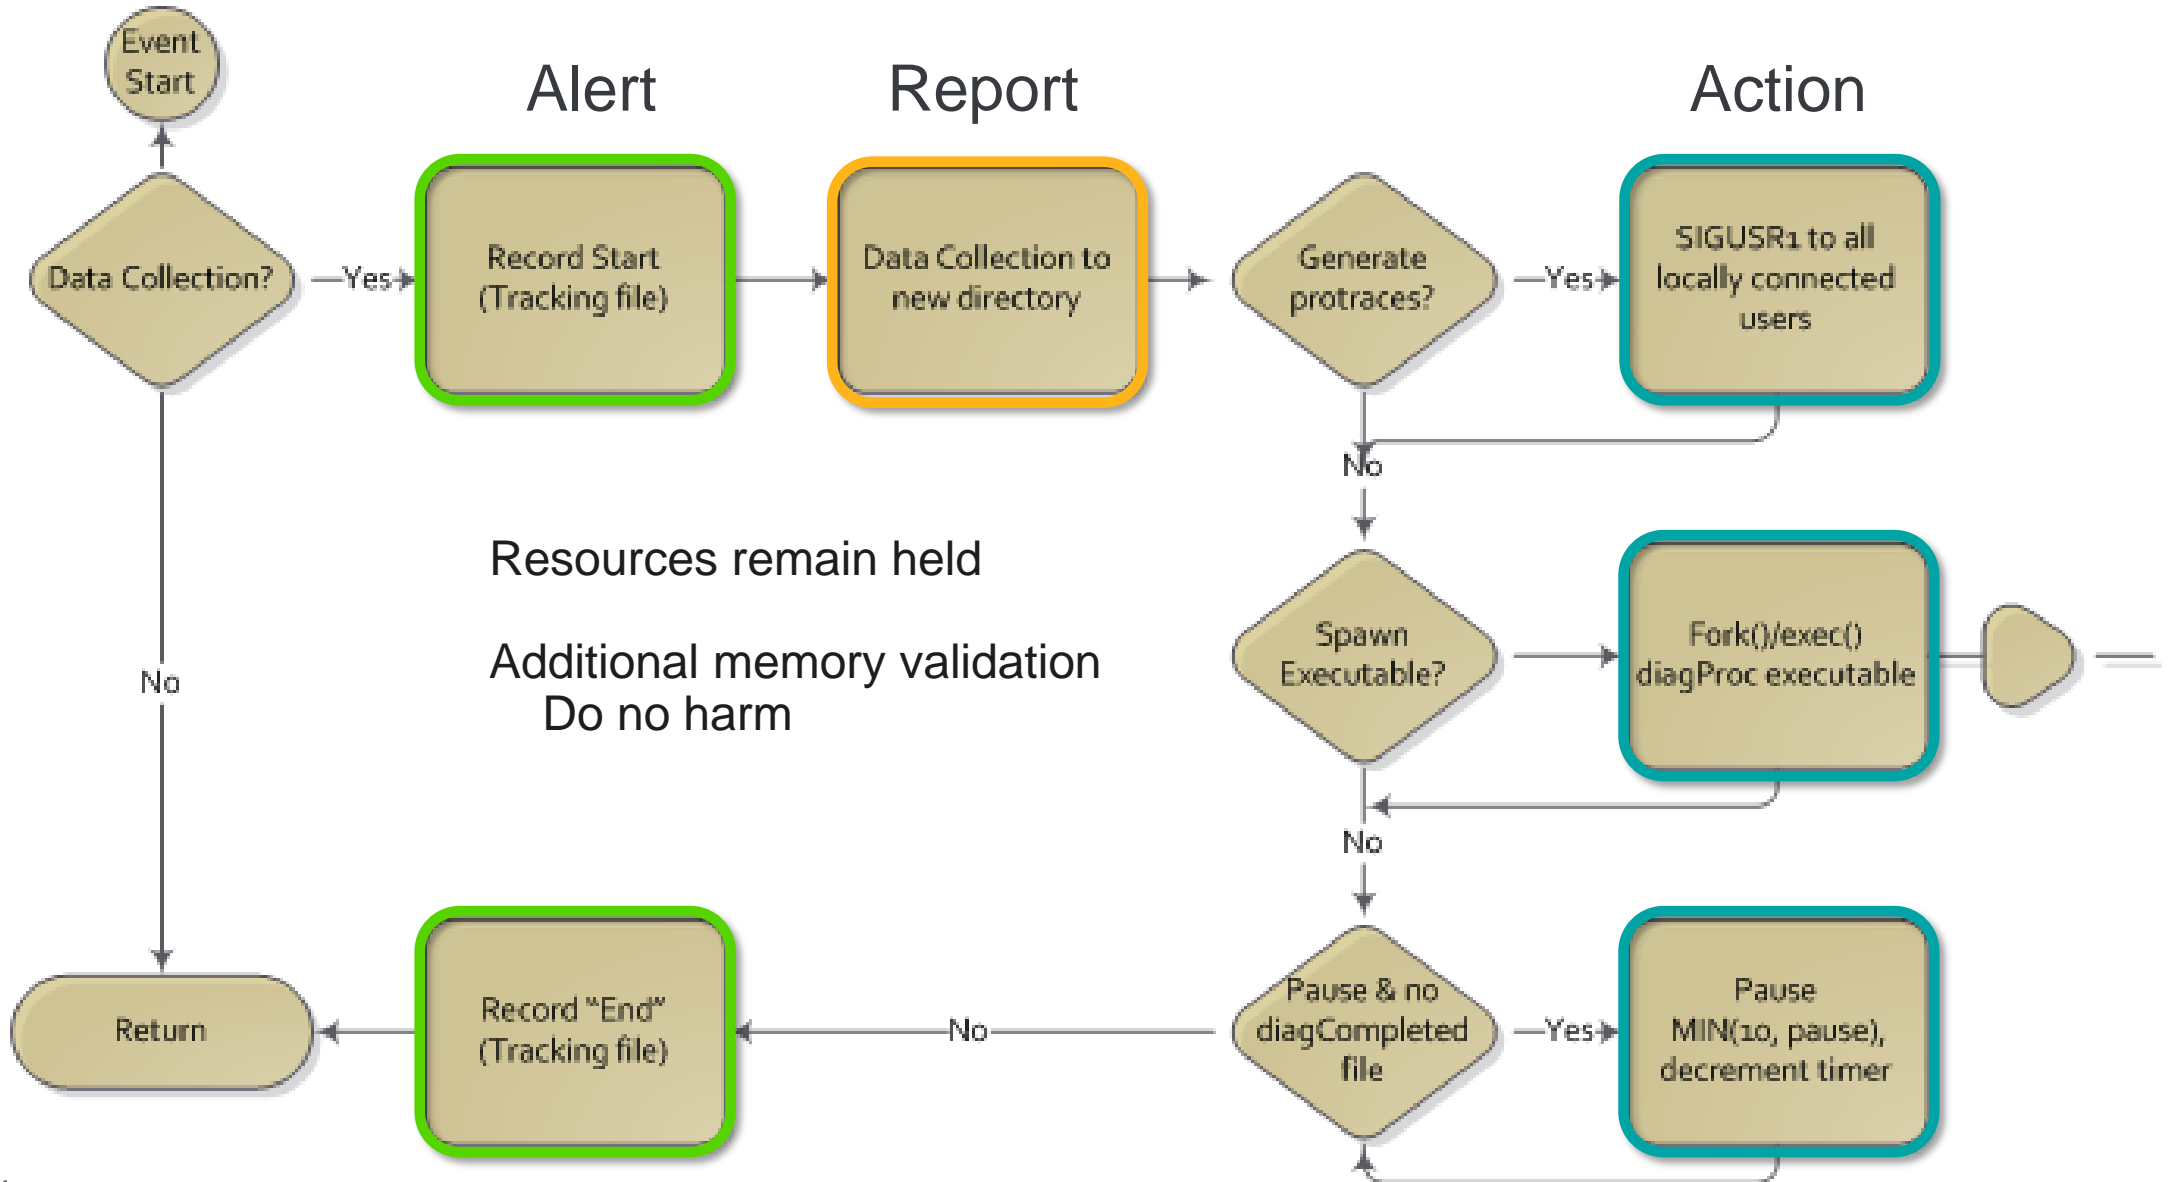 Event
Start
Alert
Report
Action
Data Collection?
Yes
Record Start
(Tracking file)
Data Collection to
new directory
Generate
protraces?
Yes
SIGUSR1 to all
locally connected
users
No
Resources remain held
Additional memory validation
Do no harm
Spawn
Executable?
Fork()/exec()
diagProc executable
No
No
Return
Record “End”
(Tracking file)
No
Pause & no
diagCompleted
file
Yes
Pause
MIN(10, pause),
decrement timer